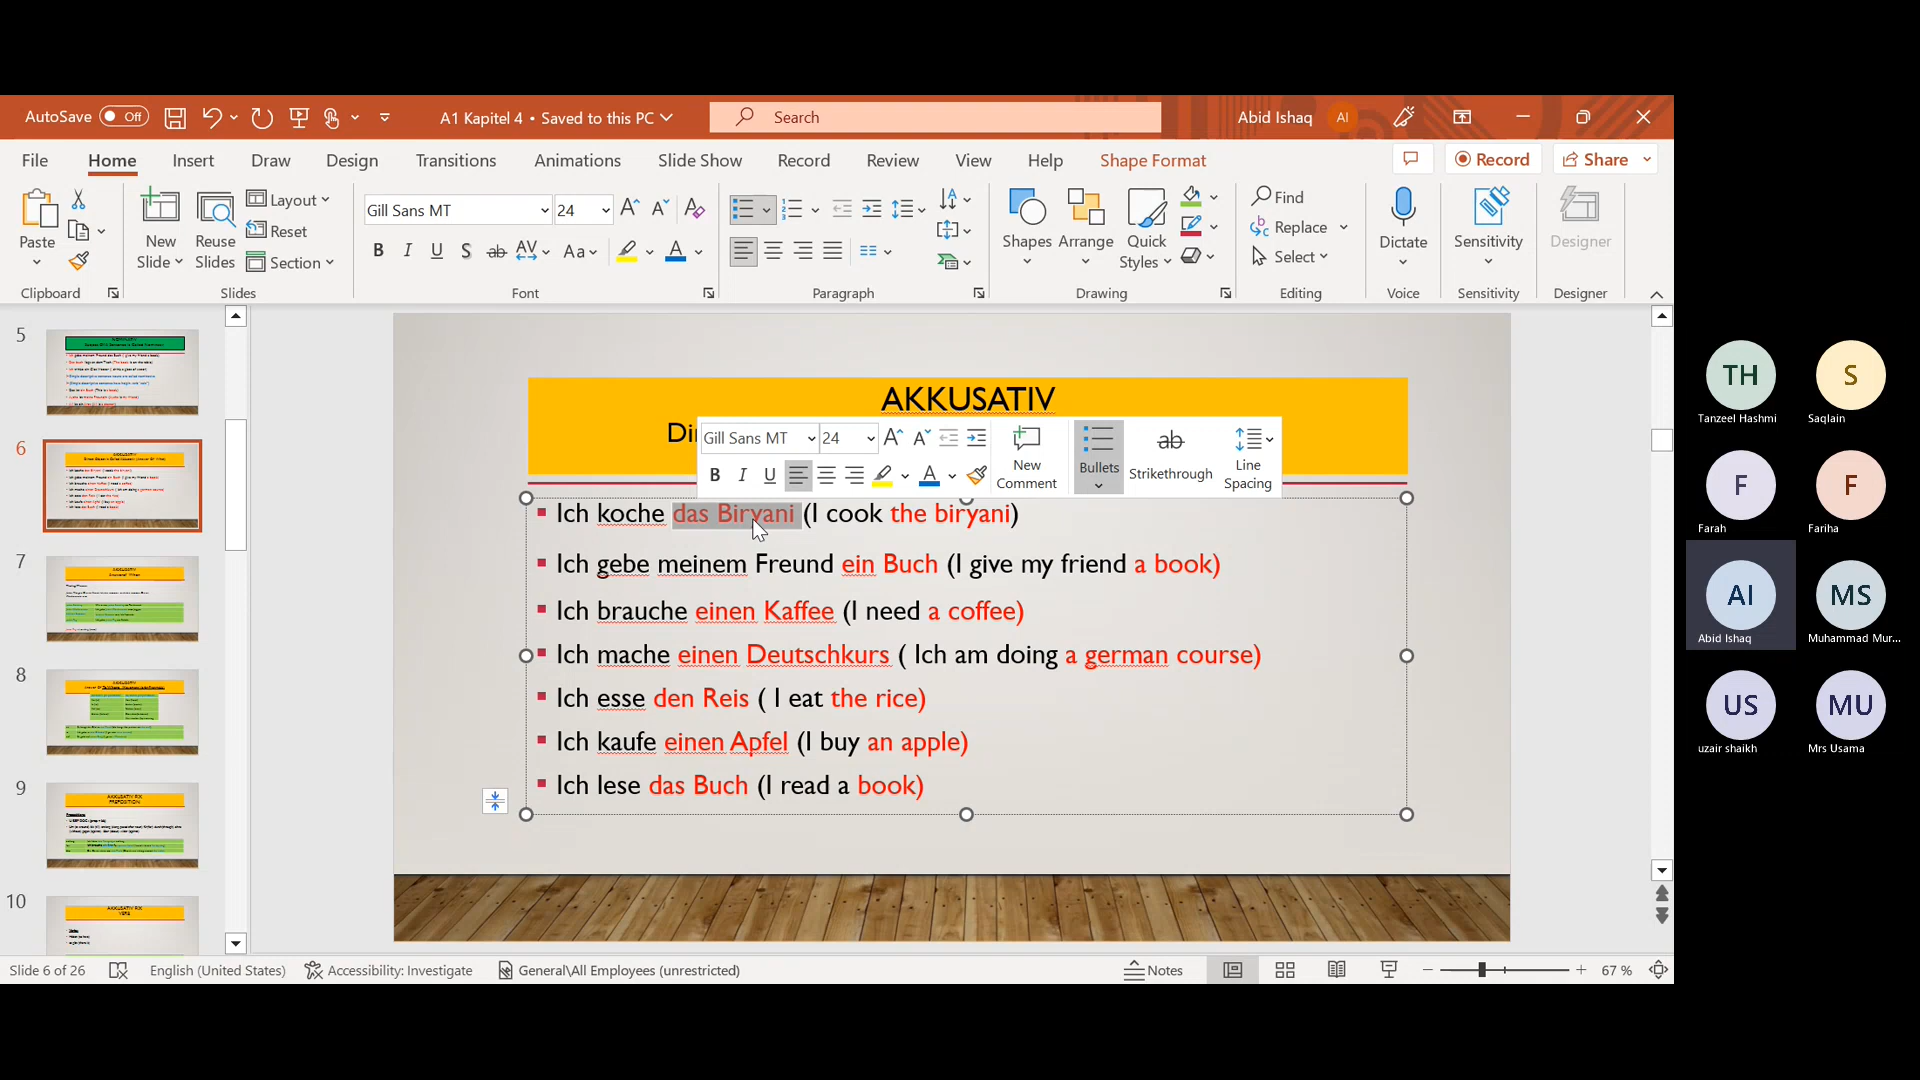 AutoSave Off A1 Kapitel 4 • Saved to this PC Search Abid Ishaq AI
File Home Insert Draw Design Transitions Animations Slide Show Record Review View Help Shape Format Record Share
Paste New Slide Reuse Slides Layout Reset Section
Gill Sans MT 24
Shapes Arrange Quick Styles
Find
Replace
Select
Dictate Sensitivity Designer
Clipboard Slides Font Paragraph Drawing Editing Voice Sensitivity Designer
5
6
7
8
9
10
AKKUSATIV
Gill Sans MT 24
New Comment Bullets Strikethrough Line Spacing
Ich koche das Biryani (I cook the biryani)
Ich gebe meinem Freund ein Buch (I give my friend a book)
Ich brauche einen Kaffee (I need a coffee)
Ich mache einen Deutschkurs ( Ich am doing a german course)
Ich esse den Reis ( I eat the rice)
Ich kaufe einen Apfel (I buy an apple)
Ich lese das Buch (I read a book)
Slide 6 of 26 English (United States) Accessibility: Investigate General\All Employees (unrestricted) Notes 67 %
TH S
Tanzeel Hashmi Saqlain
F F
Farah Fariha
AI MS
Abid Ishaq Muhammad Mur...
US MU
uzair shaikh Mrs Usama